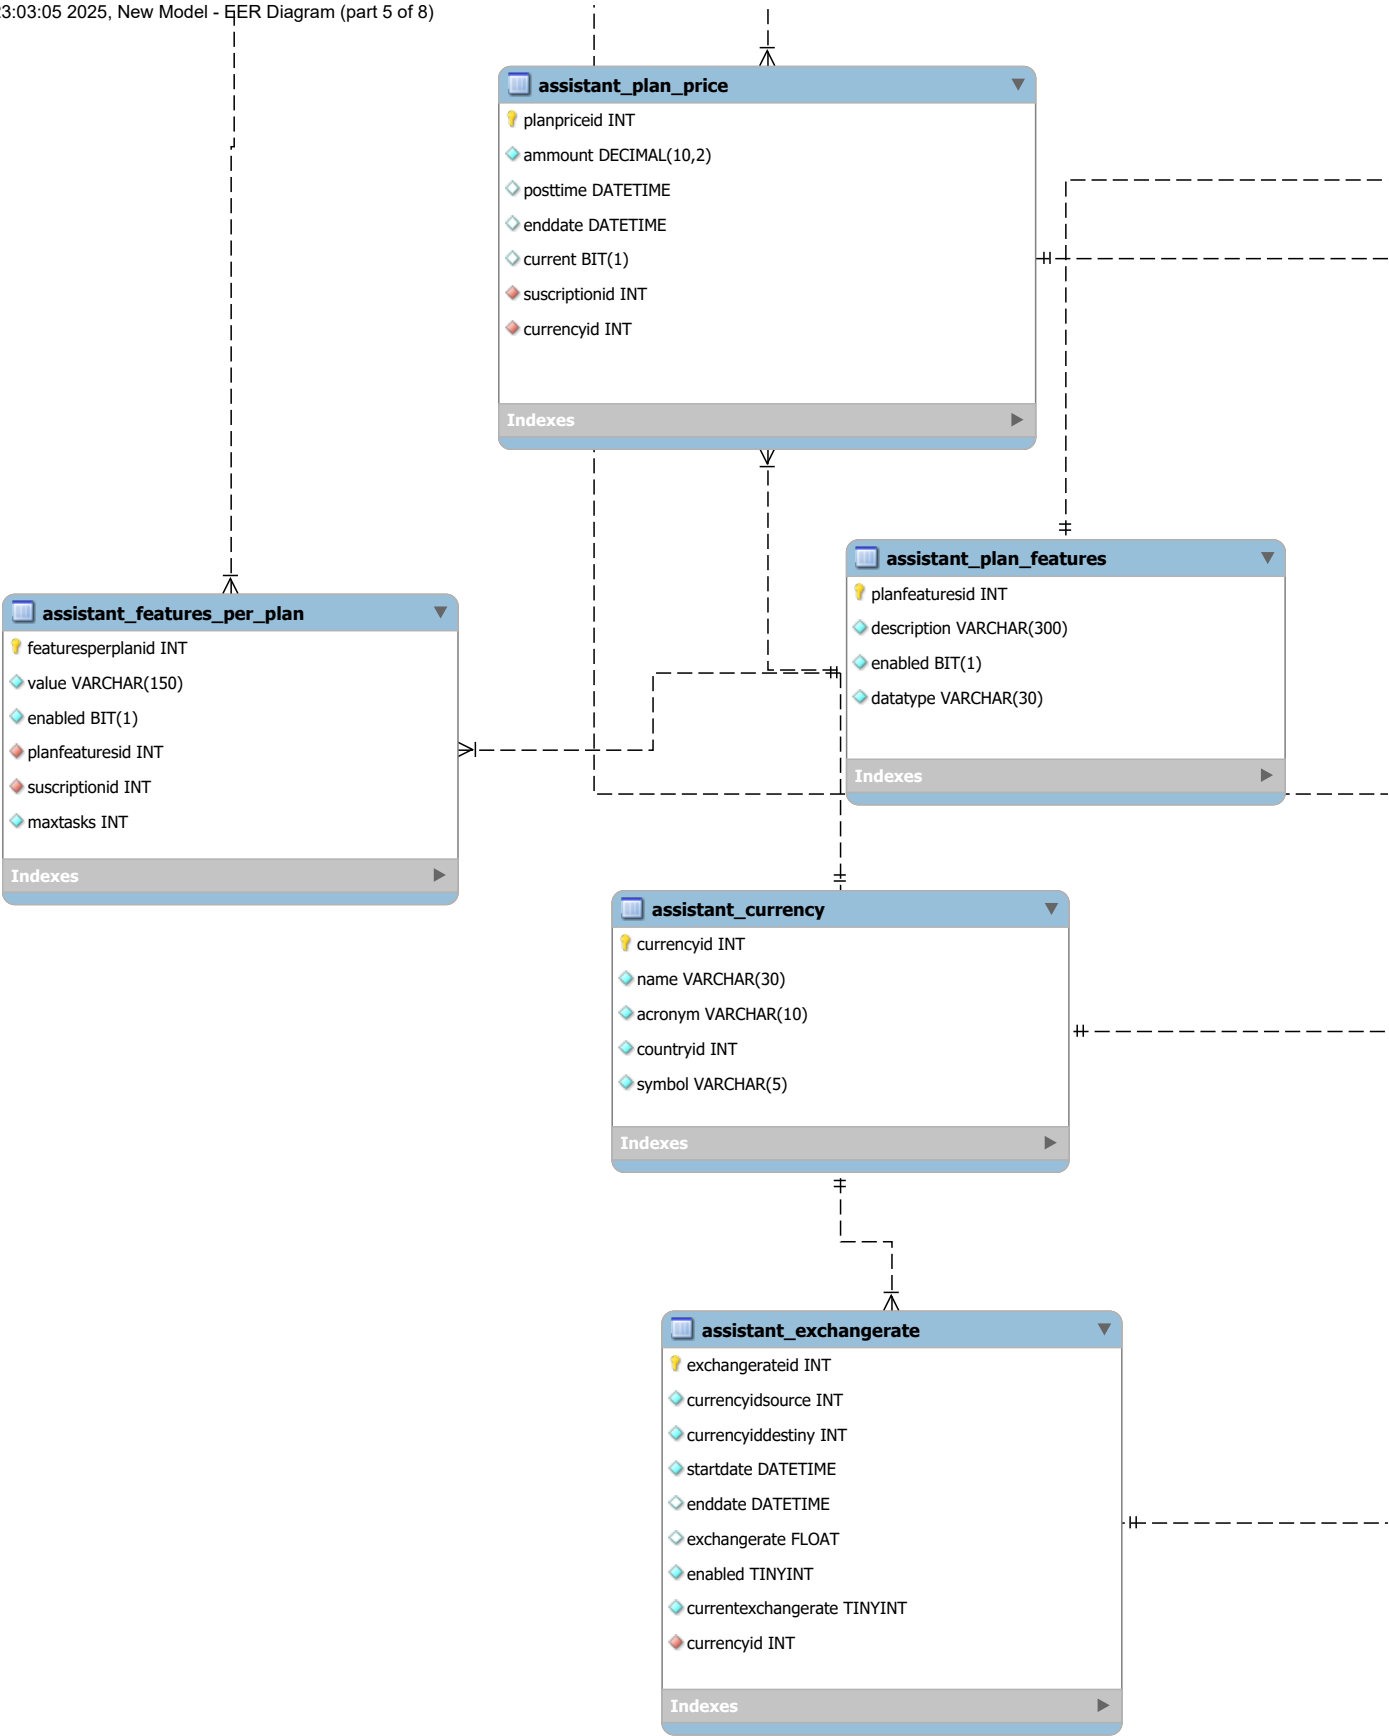 3:03:05 2025, New Model - EER Diagram (part 5 of 8)
assistant_plan_price
planpriceid INT
ammount DECIMAL(10,2)
posttime DATETIME
enddate DATETIME
current BIT(1)
suscriptionid INT
currencyid INT
Indexes
assistant_plan_features
planfeaturesid INT
description VARCHAR(300)
enabled BIT(1)
datatype VARCHAR(30)
Indexes
assistant_features_per_plan
featuresperplanid INT
value VARCHAR(150)
enabled BIT(1)
planfeaturesid INT
suscriptionid INT
maxtasks INT
Indexes
assistant_currency
currencyid INT
name VARCHAR(30)
acronym VARCHAR(10)
countryid INT
symbol VARCHAR(5)
Indexes
assistant_exchangerate
exchangerateid INT
currencyidsource INT
currencyiddestiny INT
startdate DATETIME
enddate DATETIME
exchangerate FLOAT
enabled TINYINT
currentexchangerate TINYINT
currencyid INT
Indexes